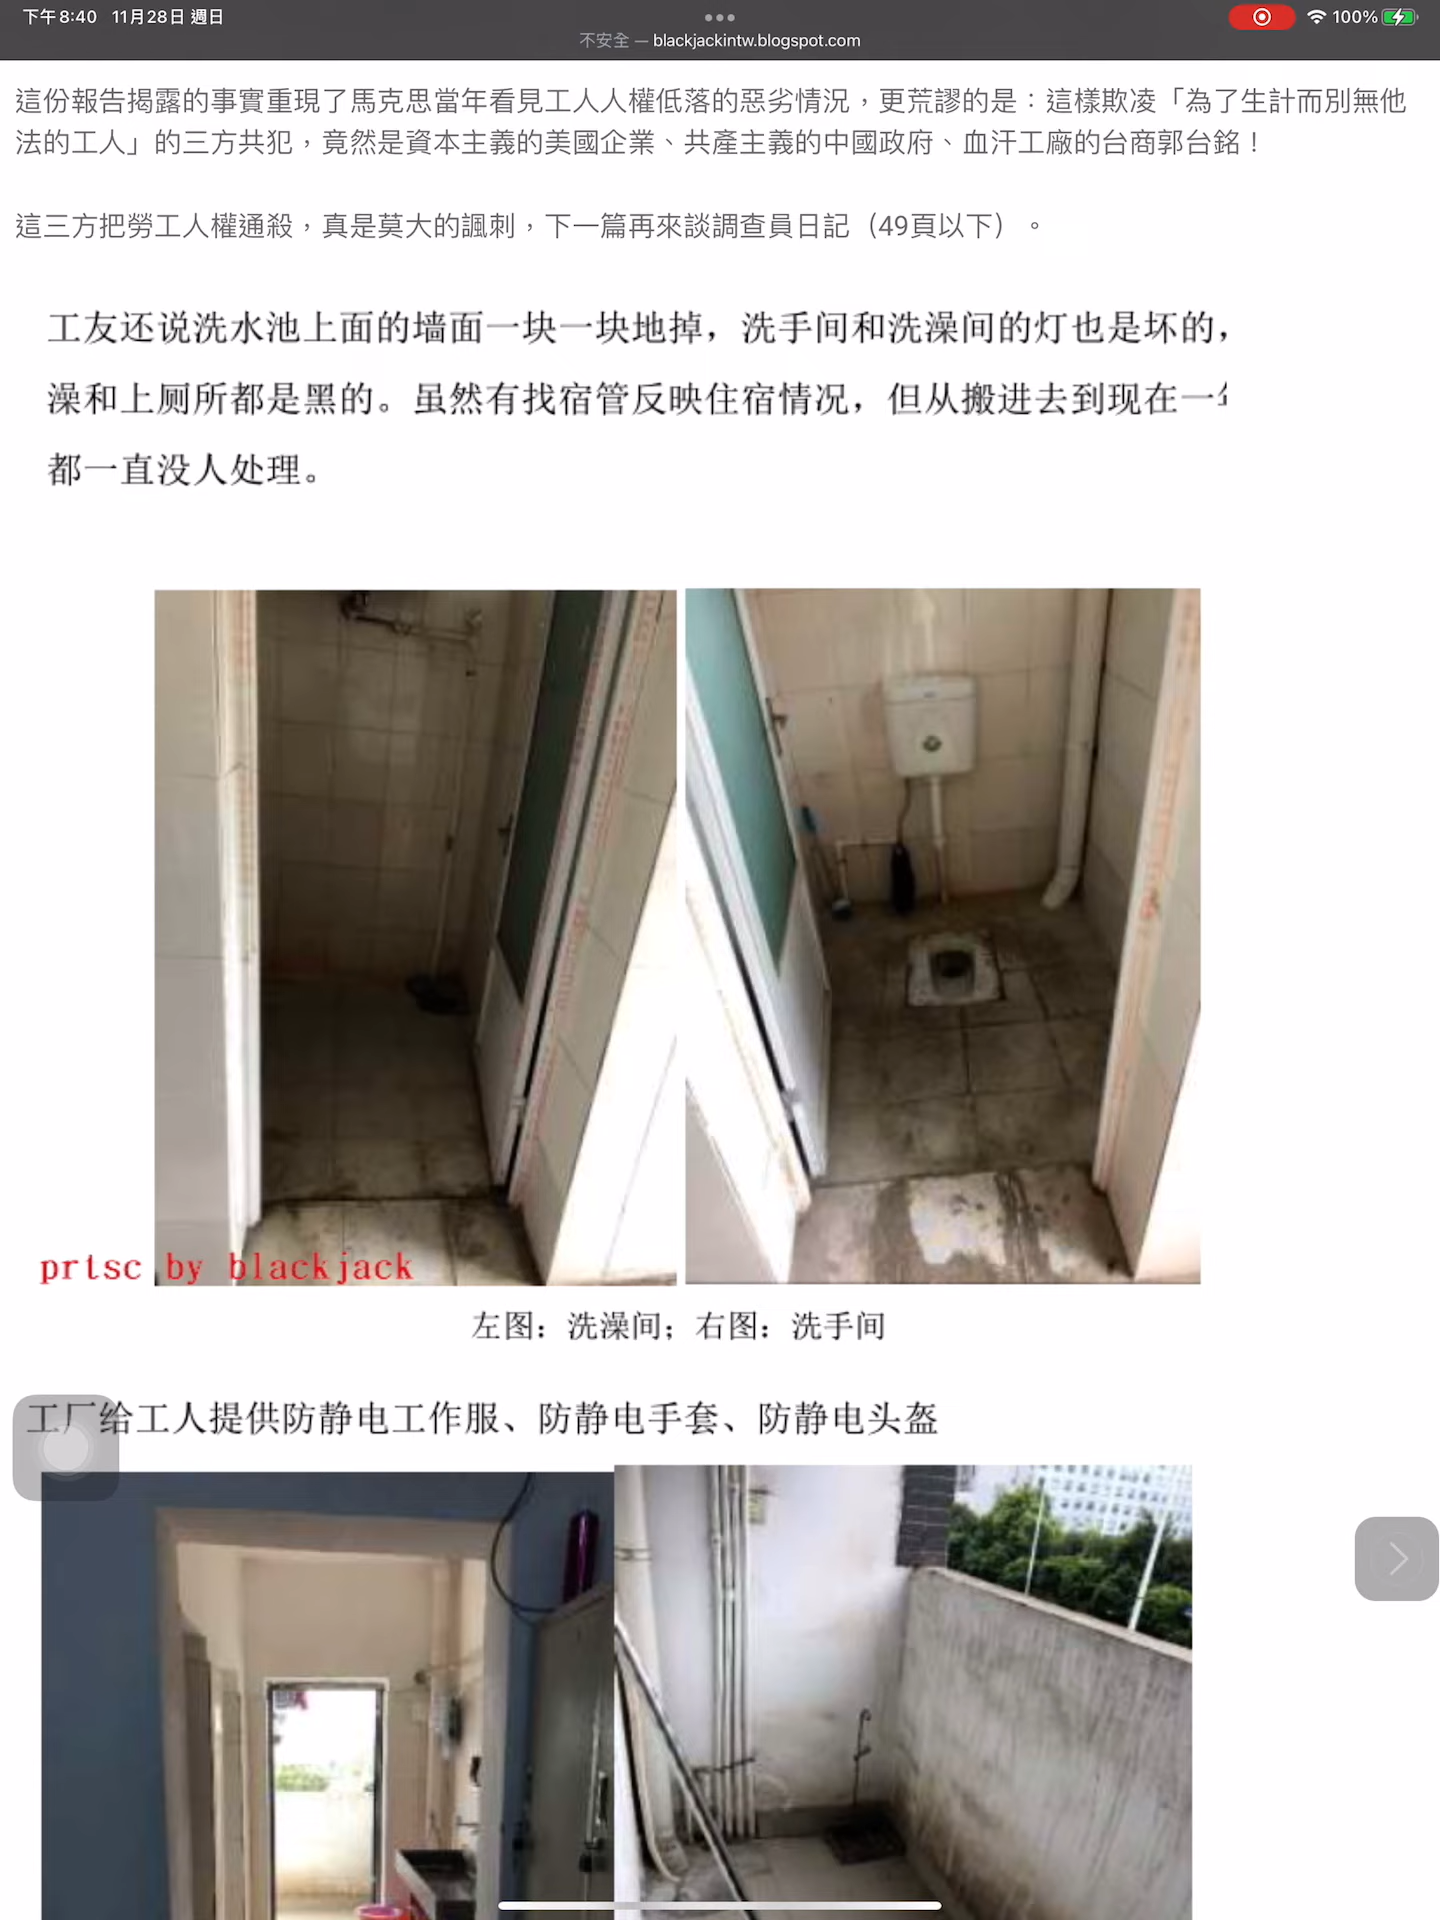 下午8:40 11月28日 週日
100%
不安全 — blackjackintw.blogspot.com
這份報告揭露的事實重現了馬克思當年看見工人人權低落的惡劣情況，更荒謬的是：這樣欺凌「為了生計而別無他
法的工人」的三方共犯，竟然是資本主義的美國企業、共產主義的中國政府、血汗工廠的台商郭台銘！
這三方把勞工人權通殺，真是莫大的諷刺，下一篇再來談調查員日記（49頁以下）。
工友还说洗水池上面的墙面一块一块地掉，洗手间和洗澡间的灯也是坏的，
澡和上厕所都是黑的。虽然有找宿管反映住宿情况，但从搬进去到现在一
都一直没人处理。
prtsc by blackjack
左图：洗澡间；右图：洗手间
工厂给工人提供防静电工作服、防静电手套、防静电头盔